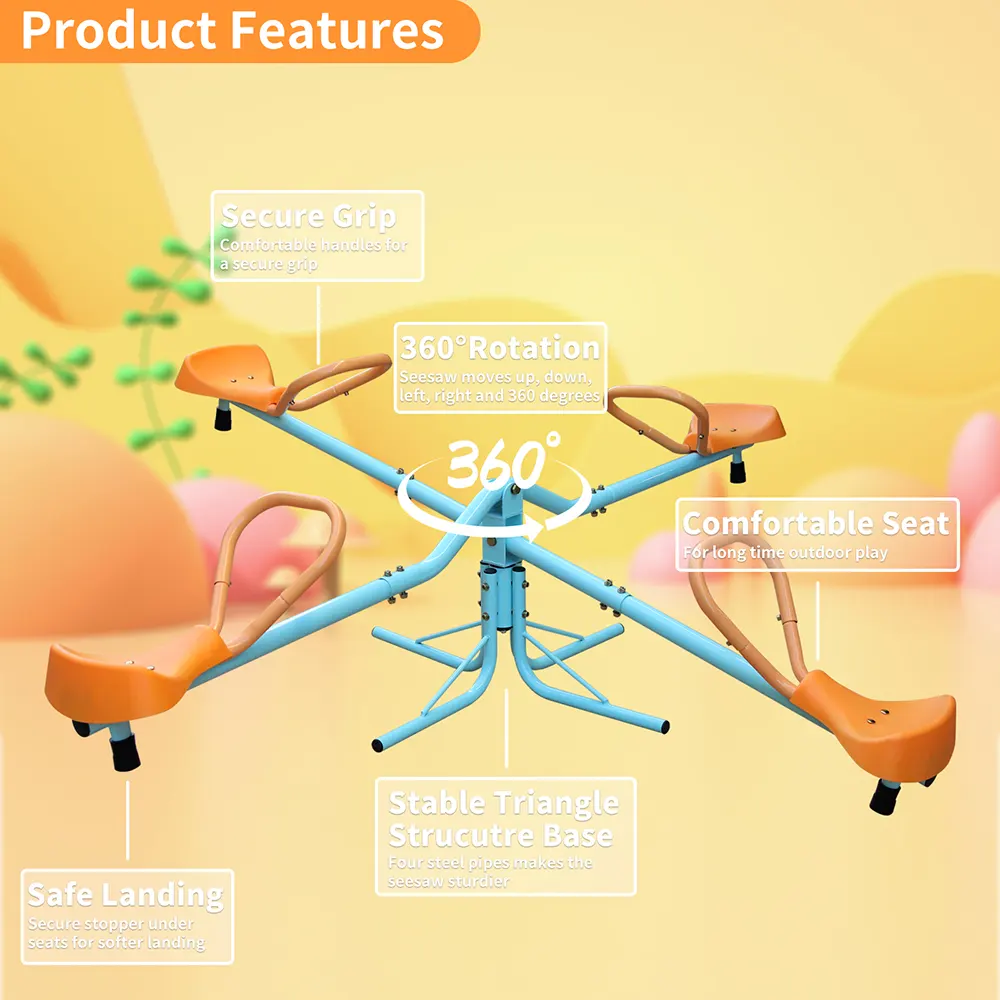 Product Features
Secure Grip
Comfortable handles for
a secure grip
360°Rotation
Seesaw moves up, down,
left, right and 360 degrees
360°
Comfortable Seat
For long time outdoor play
Stable Triangle
Strucutre Base
Four steel pipes makes the
seesaw sturdier
Safe Landing
Secure stopper under
seats for softer landing